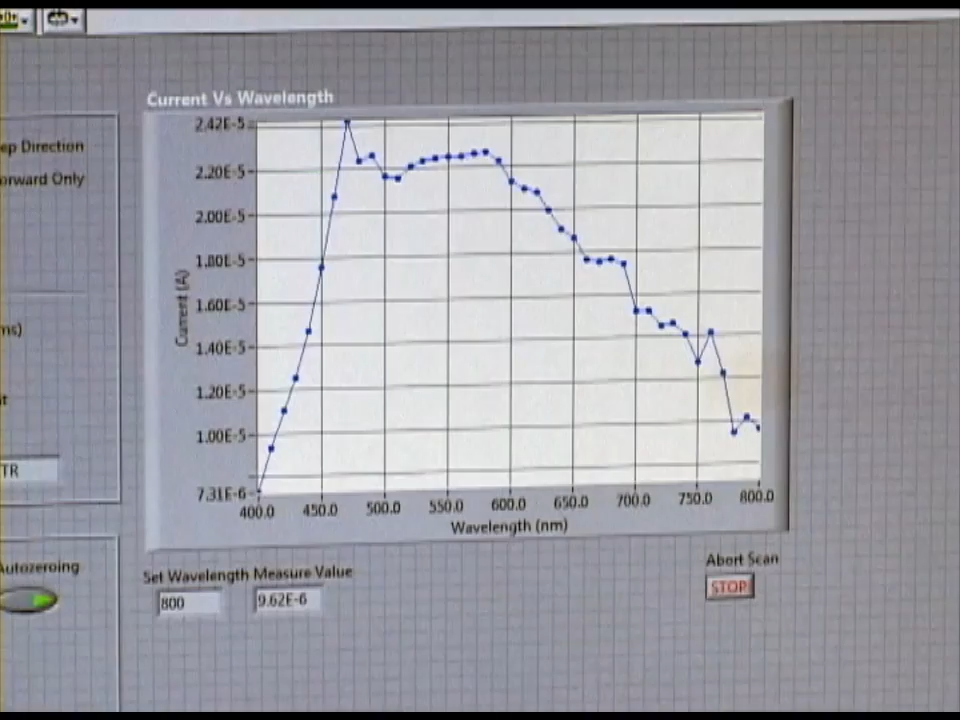 Current Vs Wavelength
2.42E-5
ep Direction
2.20E-5
orward Only
2.00E-5
1.80E-5
Current (A)
1.60E-5
ms)
1.40E-5
1.20E-5
t
1.00E-5
TR
7.31E-6
400.0 450.0 500.0 550.0 600.0 650.0 700.0 750.0 800.0
Wavelength (nm)
Autozeroing
Set Wavelength Measure Value
Abort Scan
800 9.62E-6
STOP